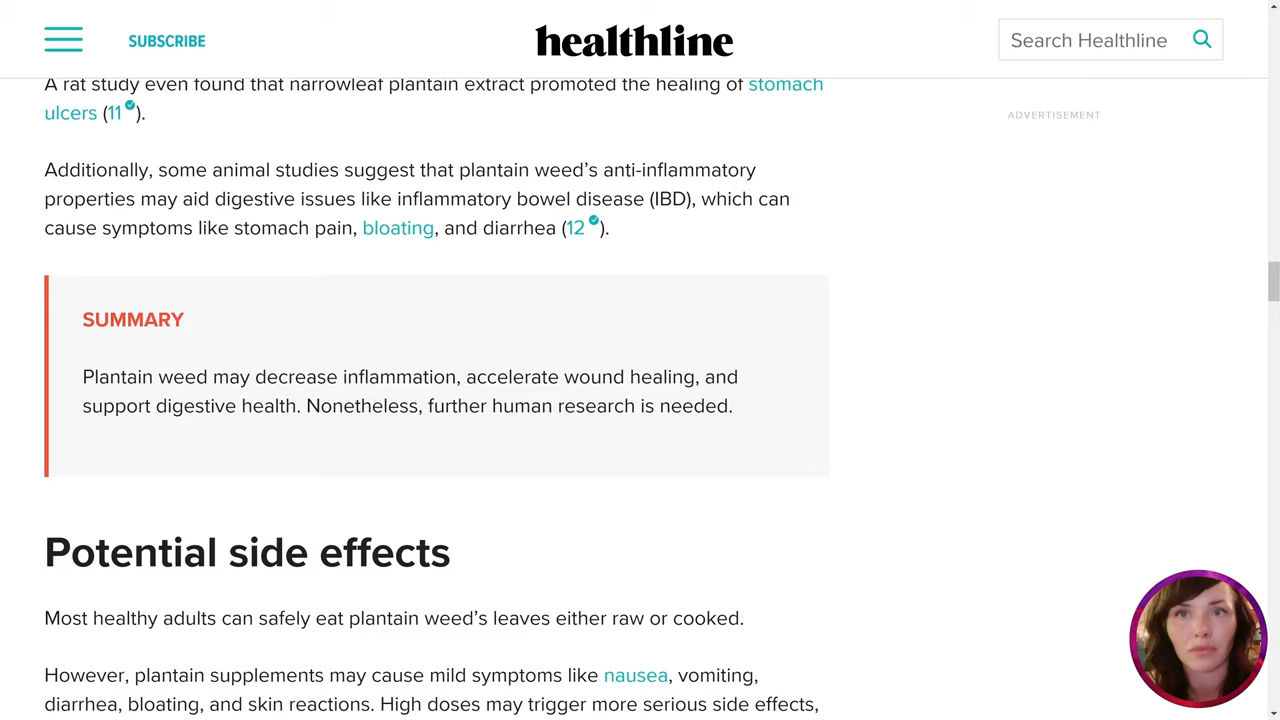 SUBSCRIBE
healthline
Search Healthline
A rat study even found that narrowleaf plantain extract promoted the healing of stomach
ulcers (11).
ADVERTISEMENT
Additionally, some animal studies suggest that plantain weed’s anti-inflammatory
properties may aid digestive issues like inflammatory bowel disease (IBD), which can
cause symptoms like stomach pain, bloating, and diarrhea (12).
SUMMARY
Plantain weed may decrease inflammation, accelerate wound healing, and
support digestive health. Nonetheless, further human research is needed.
Potential side effects
Most healthy adults can safely eat plantain weed’s leaves either raw or cooked.
However, plantain supplements may cause mild symptoms like nausea, vomiting,
diarrhea, bloating, and skin reactions. High doses may trigger more serious side effects,